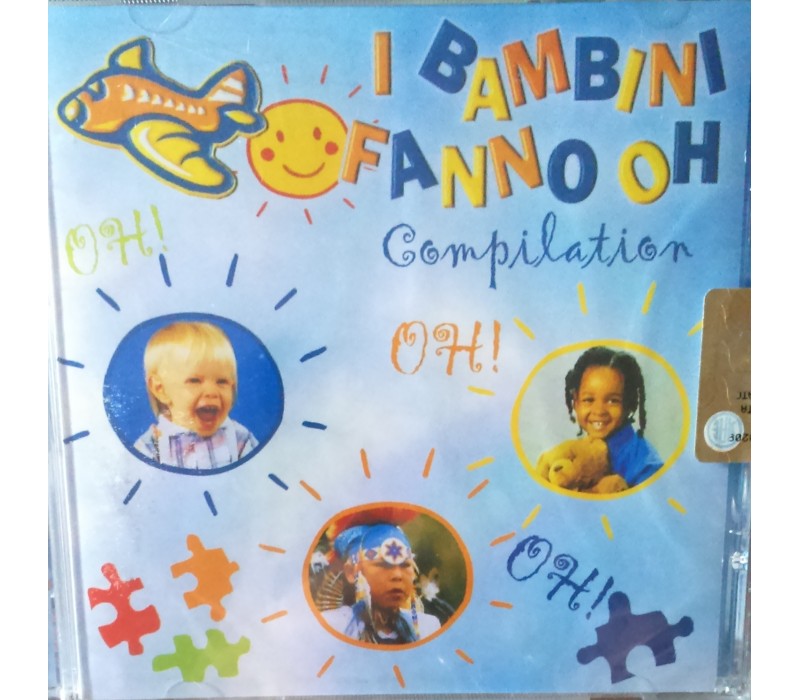 I BAMBINI
FANNO OH
Compilation
OH!
OH!
OH!